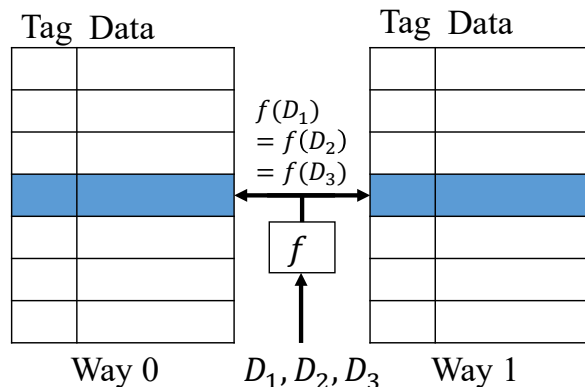 Tag Data
Tag Data
f(D₁)
= f(D₂)
= f(D₃)
f
Way 0
D₁, D₂, D₃
Way 1